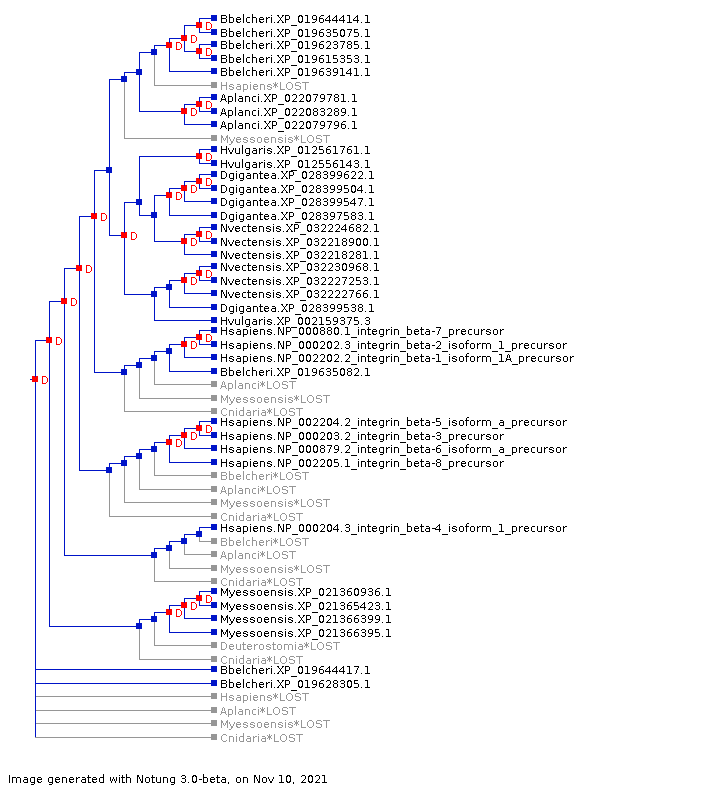 Bbelcheri.XP_019644414.1
D
Bbelcheri.XP_019635075.1
D
Bbelcheri.XP_019623785.1
D
D
Bbelcheri.XP_019615353.1
Bbelcheri.XP_019639141.1
Hsapiens*LOST
Aplanci.XP_022079781.1
D
Aplanci.XP_022083289.1
D
Aplanci.XP_022079796.1
Myessoensis*LOST
Hvulgaris.XP_012561761.1
D
Hvulgaris.XP_012556143.1
Dgigantea.XP_028399622.1
D
Dgigantea.XP_028399504.1
D
D
Dgigantea.XP_028399547.1
Dgigantea.XP_028397583.1
D
Nvectensis.XP_032224682.1
D
D
Nvectensis.XP_032218900.1
D
Nvectensis.XP_032218281.1
Nvectensis.XP_032230968.1
D
D
Nvectensis.XP_032227253.1
D
Nvectensis.XP_032222766.1
Dgigantea.XP_028399538.1
D
Hvulgaris.XP_002159375.3
Hsapiens.NP_000880.1_integrin_beta-7_precursor
D
D
Hsapiens.NP_000202.3_integrin_beta-2_isoform_1_precursor
D
Hsapiens.NP_002202.2_integrin_beta-1_isoform_1A_precursor
Bbelcheri.XP_019635082.1
D
Aplanci*LOST
Myessoensis*LOST
Cnidaria*LOST
Hsapiens.NP_002204.2_integrin_beta-5_isoform_a_precursor
D
Hsapiens.NP_000203.2_integrin_beta-3_precursor
D
D
Hsapiens.NP_000879.2_integrin_beta-6_isoform_a_precursor
Hsapiens.NP_002205.1_integrin_beta-8_precursor
Bbelcheri*LOST
Aplanci*LOST
Myessoensis*LOST
Cnidaria*LOST
Hsapiens.NP_000204.3_integrin_beta-4_isoform_1_precursor
Bbelcheri*LOST
Aplanci*LOST
Myessoensis*LOST
Cnidaria*LOST
Myessoensis.XP_021360936.1
D
Myessoensis.XP_021365423.1
D
D
Myessoensis.XP_021366399.1
Myessoensis.XP_021366395.1
Deuterostomia*LOST
Cnidaria*LOST
Bbelcheri.XP_019644417.1
Bbelcheri.XP_019628305.1
Hsapiens*LOST
Aplanci*LOST
Myessoensis*LOST
Cnidaria*LOST
Image generated with Notung 3.0-beta, on Nov 10, 2021